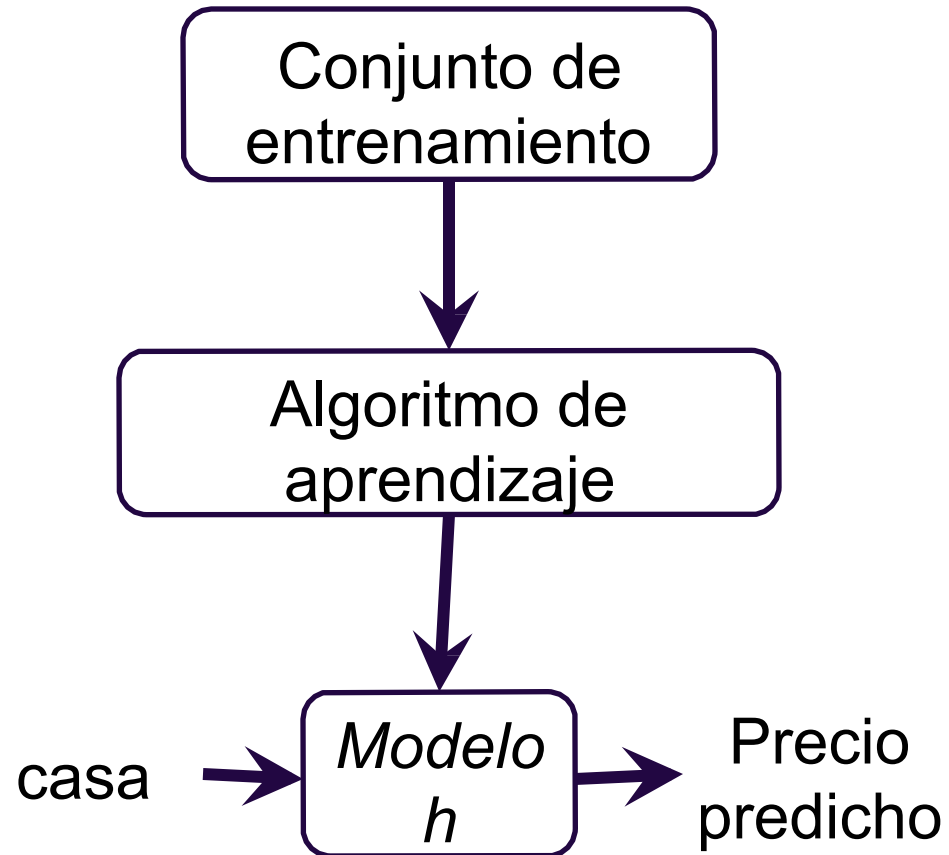 Conjunto de
entrenamiento
Algoritmo de
aprendizaje
casa
Modelo
h
Precio
predicho